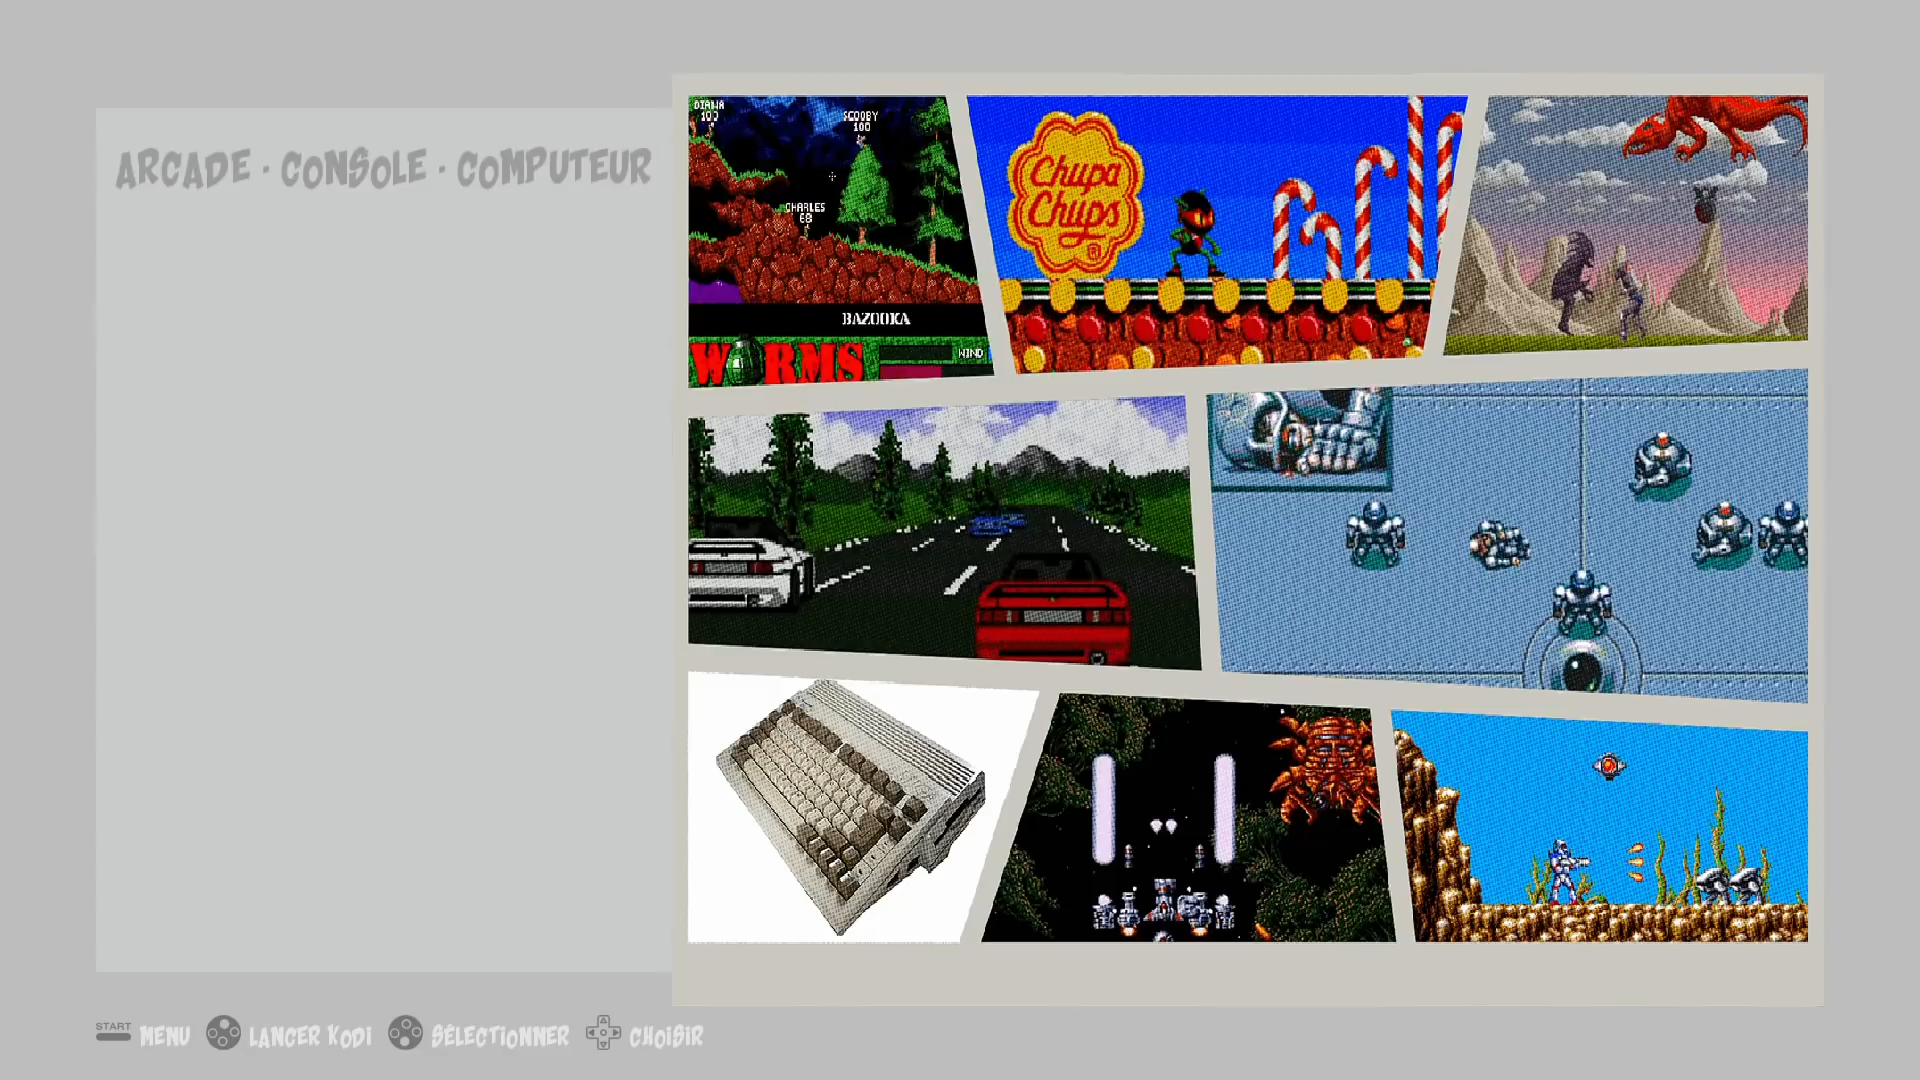 ARCADE · CONSOLE · COMPUTEUR
DIANA
100
SCOOBY
100
CHARLES
68
BAZOOKA
WORMS
WIND
Chupa
Chups
®
START MENU LANCER KODI SÉLECTIONNER CHOISIR